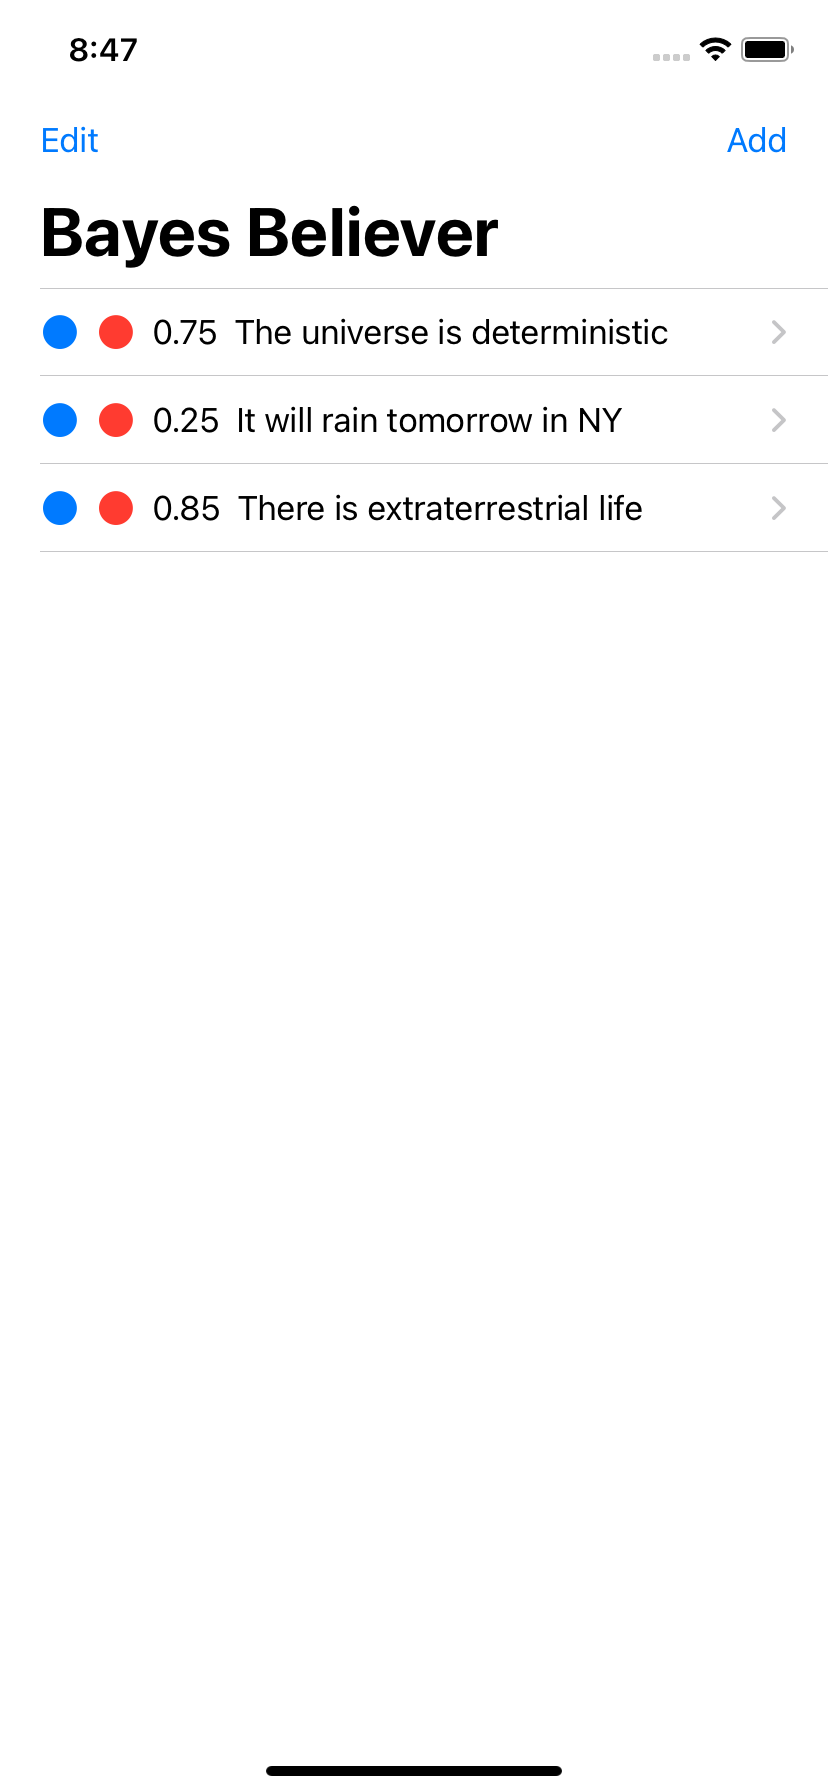 8:47
Edit Add
Bayes Believer
0.75 The universe is deterministic
0.25 It will rain tomorrow in NY
0.85 There is extraterrestrial life